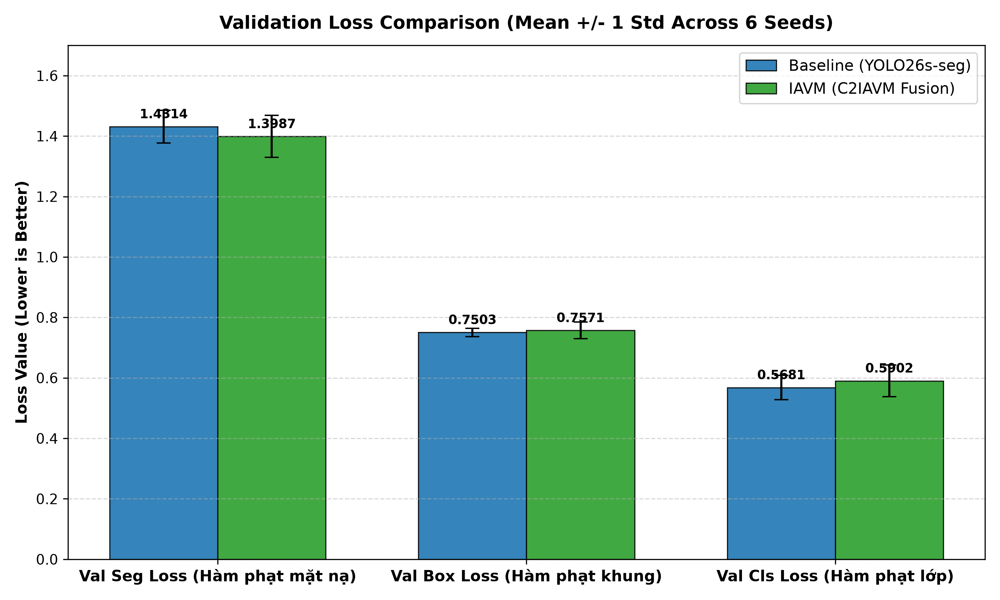 Validation Loss Comparison (Mean +/- 1 Std Across 6 Seeds)
Baseline (YOLO26s-seg)
IAVM (C2IAVM Fusion)
Loss Value (Lower is Better)
1.6
1.4
1.2
1.0
0.8
0.6
0.4
0.2
0.0
1.4314
1.3987
0.7503
0.7571
0.5681
0.5902
Val Seg Loss (Hàm phạt mặt nạ)
Val Box Loss (Hàm phạt khung)
Val Cls Loss (Hàm phạt lớp)